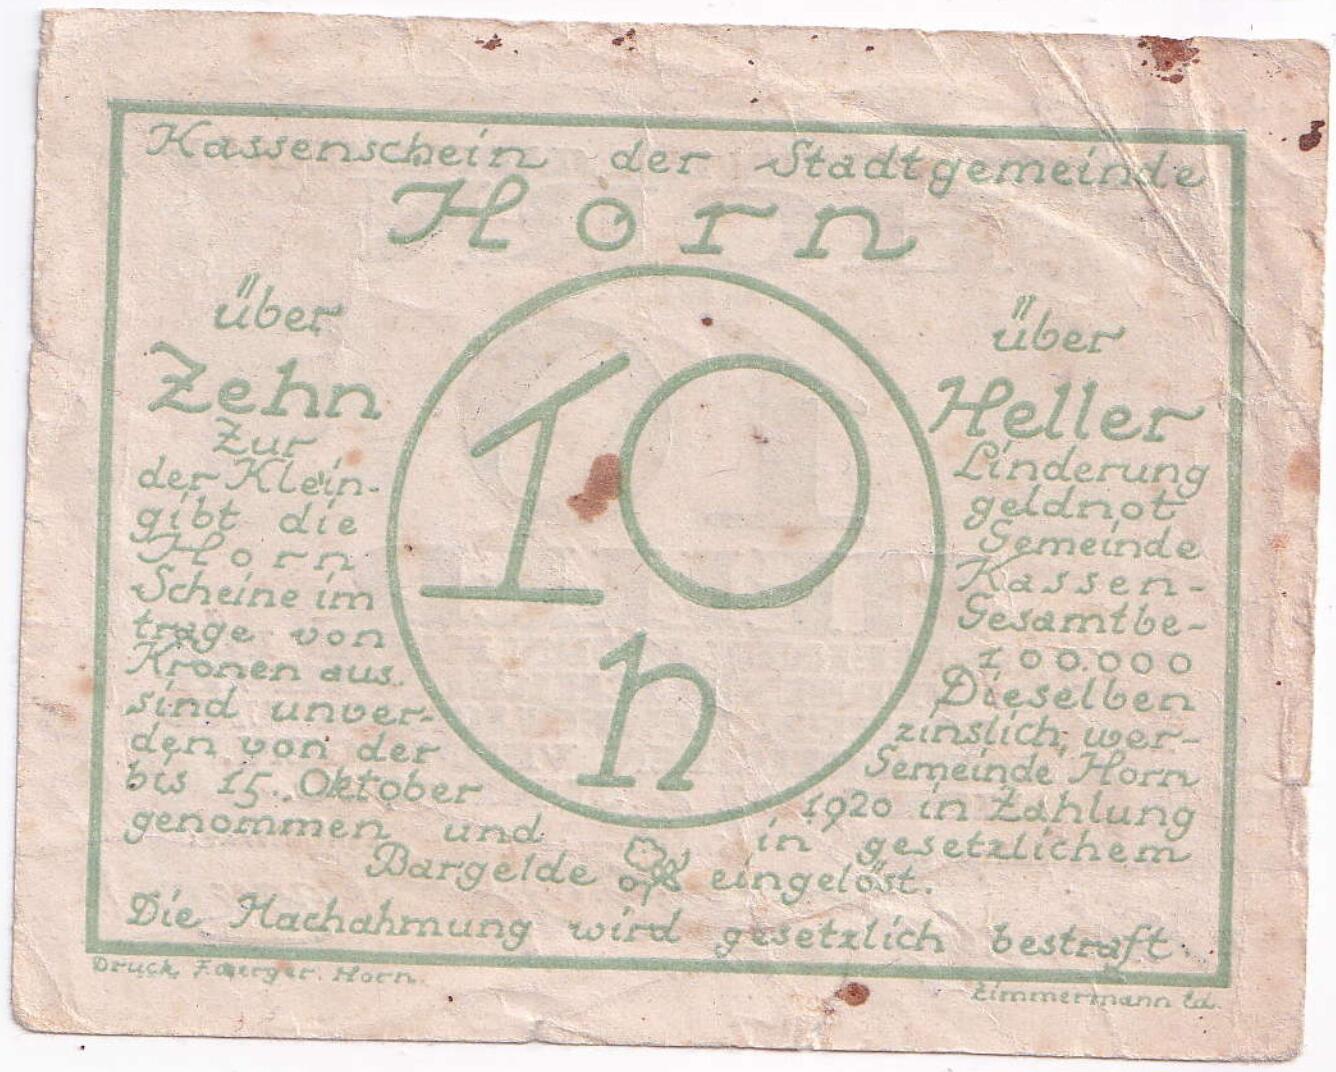 Kassenschein der Stadtgemeinde
Horn
über über
Zehn 10 Heller
Zur Linderung
der Klein- geldnot
gibt die Gemeinde
Horn Kassen-
Scheine im Gesamtbe-
trage von 100.000
Kronen aus. Dieselben
sind unver- zinslich, wer-
den von der h Gemeinde Horn
bis 15. Oktober 1920 in Zahlung
genommen und in gesetzlichem
Bargelde eingelöst.
Die Nachahmung wird gesetzlich bestraft.
Druck, F. Berger. Horn.
Zimmermann Ed.